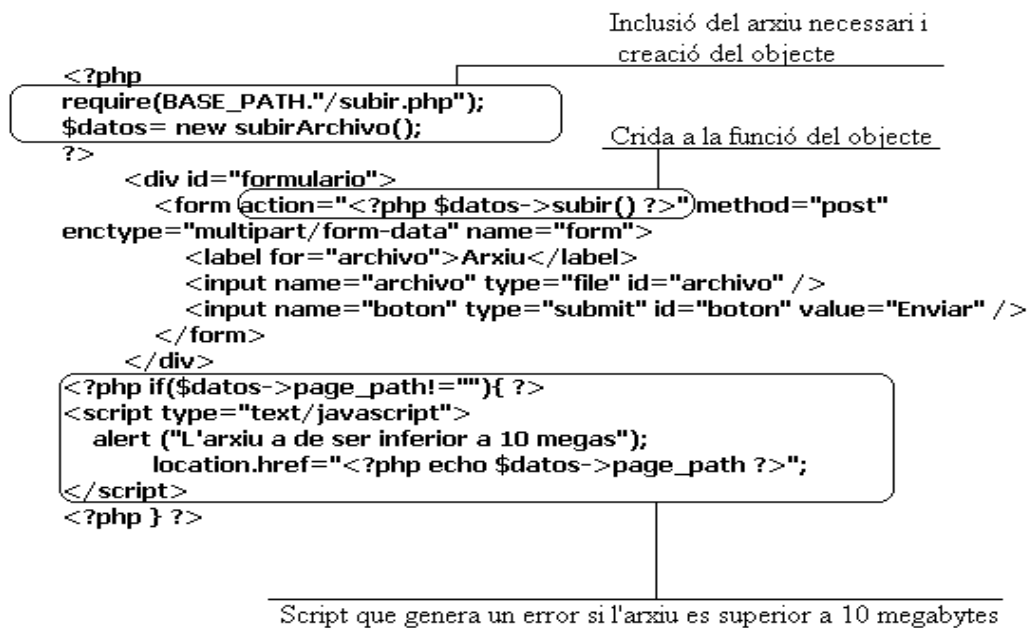 Inclusió del arxiu necessari i
creació del objecte
<?php
require(BASE_PATH."/subir.php");
$datos= new subirArchivo();
Crida a la funció del objecte
?>
<div id="formulario">
<form action="<?php $datos->subir() ?>" method="post"
enctype="multipart/form-data" name="form">
<label for="archivo">Arxiu</label>
<input name="archivo" type="file" id="archivo" />
<input name="boton" type="submit" id="boton" value="Enviar" />
</form>
</div>
<?php if($datos->page_path!=""){ ?>
<script type="text/javascript">
alert ("L'arxiu a de ser inferior a 10 megas");
location.href="<?php echo $datos->page_path ?>";
</script>
<?php } ?>
Script que genera un error si l'arxiu es superior a 10 megabytes